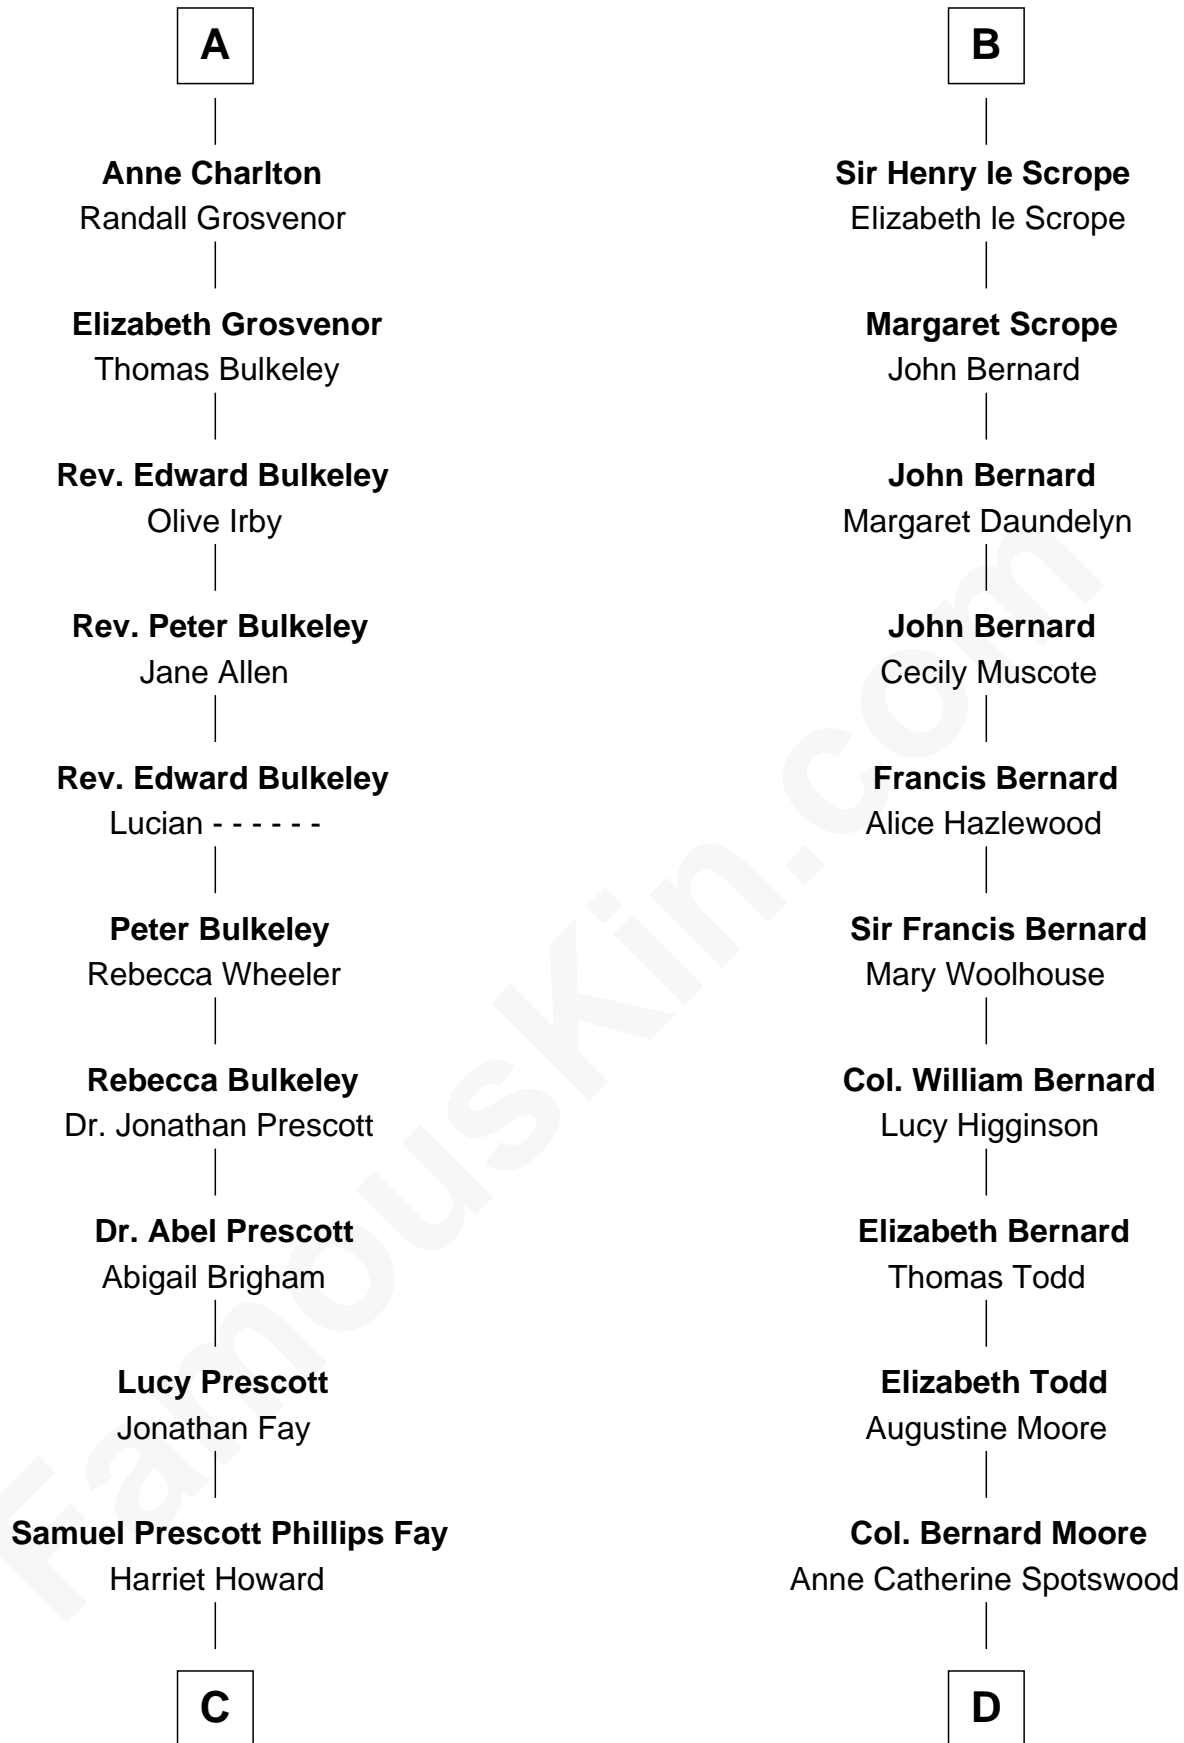 A
Anne Charlton
Randall Grosvenor
Elizabeth Grosvenor
Thomas Bulkeley
Rev. Edward Bulkeley
Olive Irby
Rev. Peter Bulkeley
Jane Allen
Rev. Edward Bulkeley
Lucian - - - - - -
Peter Bulkeley
Rebecca Wheeler
Rebecca Bulkeley
Dr. Jonathan Prescott
Dr. Abel Prescott
Abigail Brigham
Lucy Prescott
Jonathan Fay
Samuel Prescott Phillips Fay
Harriet Howard
C
B
Sir Henry le Scrope
Elizabeth le Scrope
Margaret Scrope
John Bernard
John Bernard
Margaret Daundelyn
John Bernard
Cecily Muscote
Francis Bernard
Alice Hazlewood
Sir Francis Bernard
Mary Woolhouse
Col. William Bernard
Lucy Higginson
Elizabeth Bernard
Thomas Todd
Elizabeth Todd
Augustine Moore
Col. Bernard Moore
Anne Catherine Spotswood
D
FamousKin.com